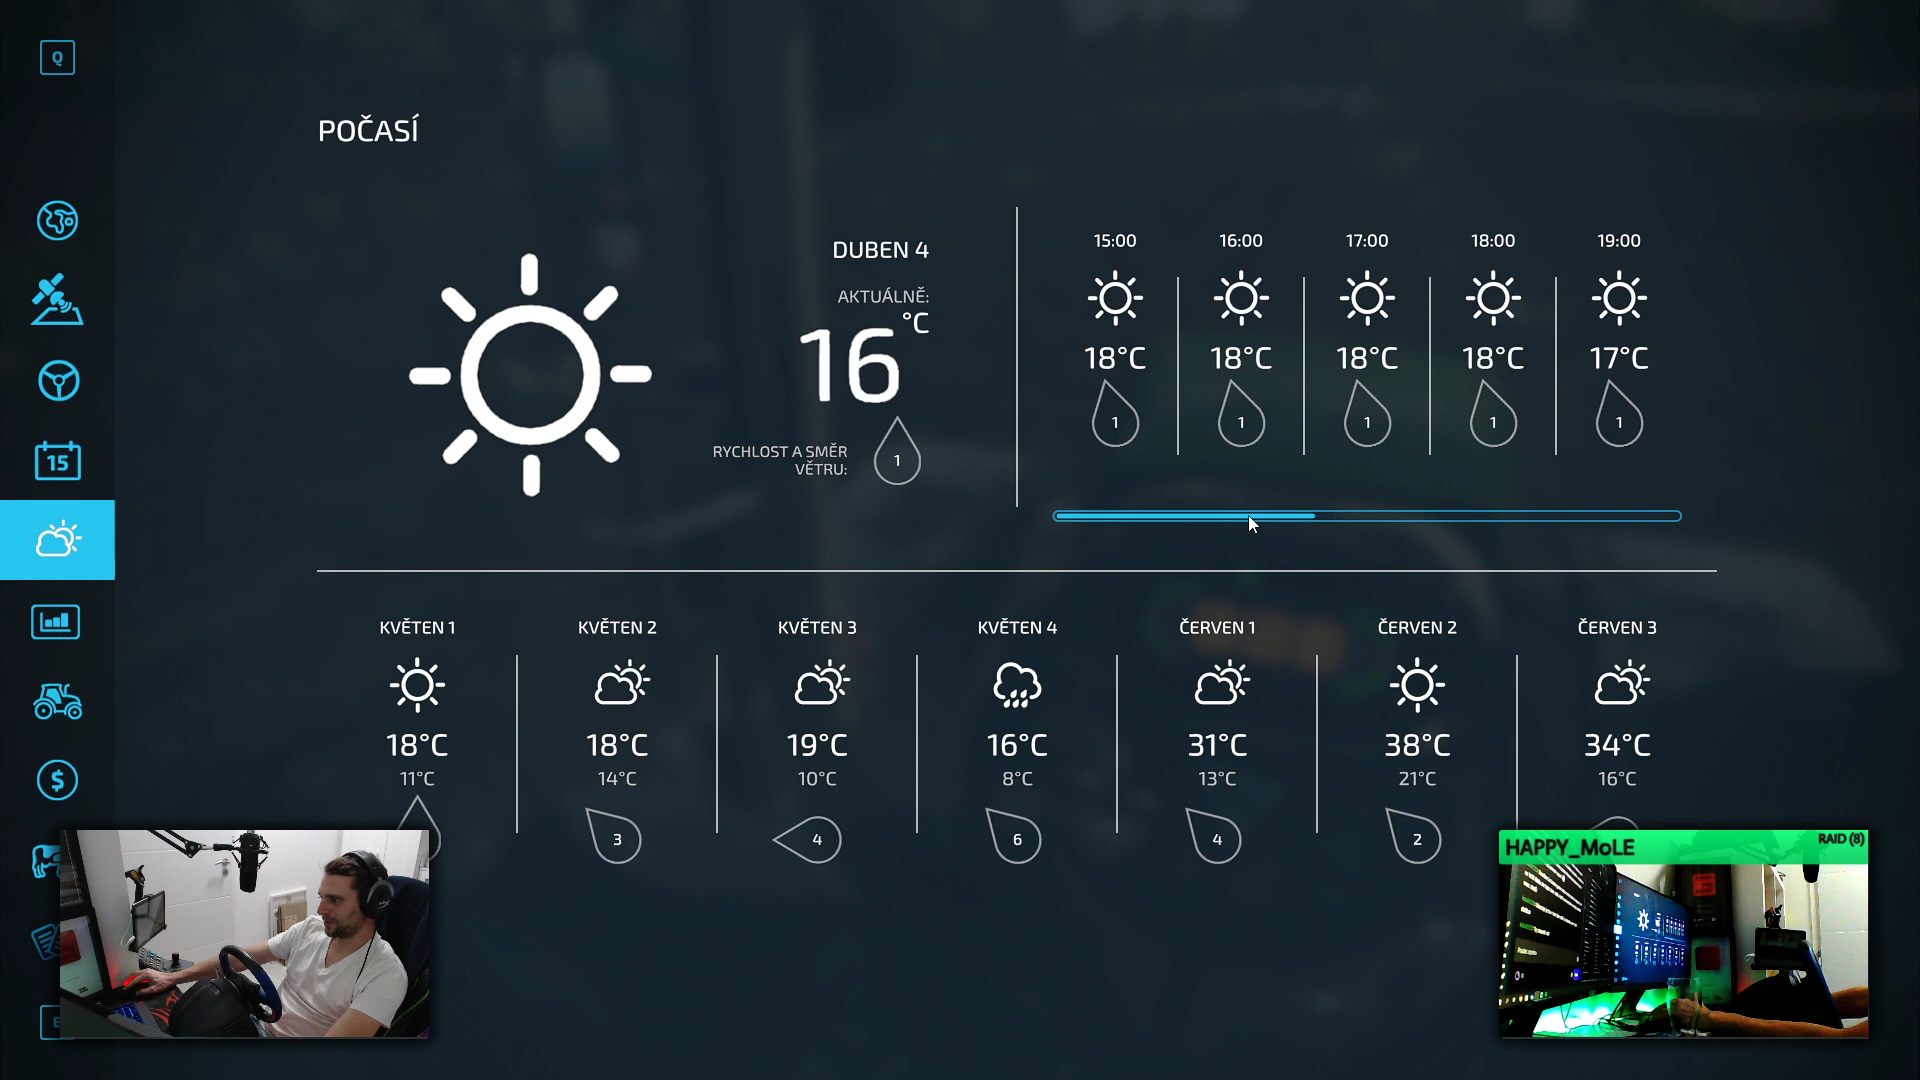 Q
POČASÍ
DUBEN 4
AKTUÁLNĚ:
16 °C
RYCHLOST A SMĚR
VĚTRU:
1
15:00 16:00 17:00 18:00 19:00
18°C 18°C 18°C 18°C 17°C
1 1 1 1 1
15
$
KVĚTEN 1 KVĚTEN 2 KVĚTEN 3 KVĚTEN 4 ČERVEN 1 ČERVEN 2 ČERVEN 3
18°C 18°C 19°C 16°C 31°C 38°C 34°C
11°C 14°C 10°C 8°C 13°C 21°C 16°C
3 4 6 4 2
HAPPY_MoLE
RAID (8)